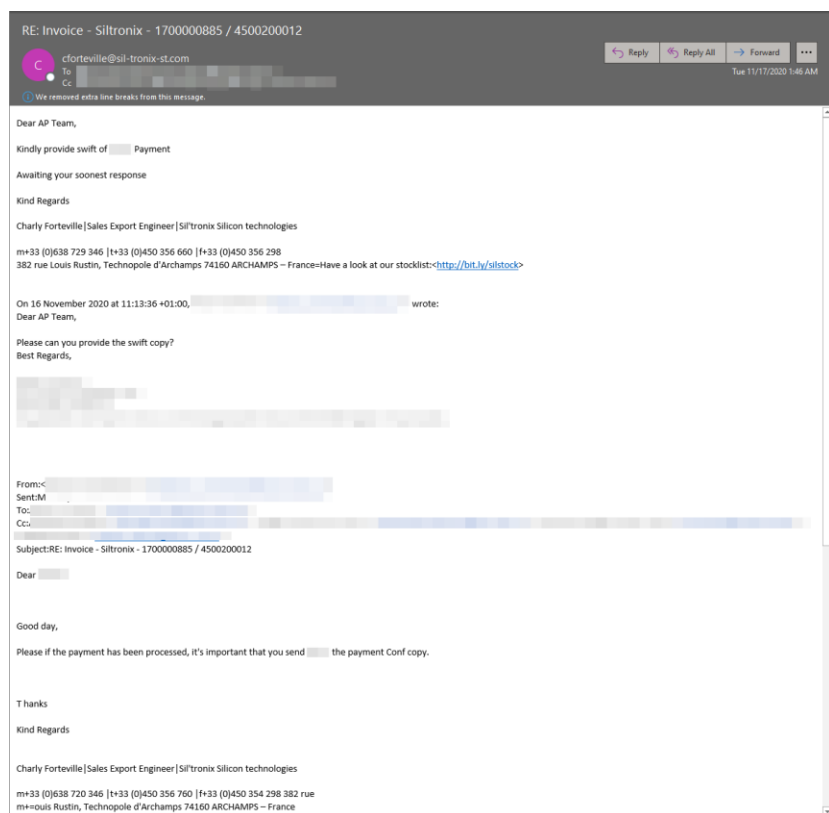 RE: Invoice - Siltronix - 1700000885 / 4500200012
C
cforteville@sil-tronix-st.com
To
Cc
Reply
Reply All
Forward
Tue 11/17/2020 1:46 AM
We removed extra line breaks from this message.
Dear AP Team,
Kindly provide swift of Payment
Awaiting your soonest response
Kind Regards
Charly Forteville|Sales Export Engineer|Sil'tronix Silicon technologies
m+33 (0)638 729 346 |t+33 (0)450 356 660 |f+33 (0)450 356 298
382 rue Louis Rustin, Technopole d'Archamps 74160 ARCHAMPS – France=Have a look at our stocklist:<http://bit.ly/silstock>
On 16 November 2020 at 11:13:36 +01:00, wrote:
Dear AP Team,
Please can you provide the swift copy?
Best Regards,
From:<
Sent:M
To:
Cc:
Subject:RE: Invoice - Siltronix - 1700000885 / 4500200012
Dear
Good day,
Please if the payment has been processed, it's important that you send the payment Conf copy.
T hanks
Kind Regards
Charly Forteville|Sales Export Engineer|Sil'tronix Silicon technologies
m+33 (0)638 720 346 |t+33 (0)450 356 760 |f+33 (0)450 354 298 382 rue
m+=ouis Rustin, Technopole d'Archamps 74160 ARCHAMPS – France